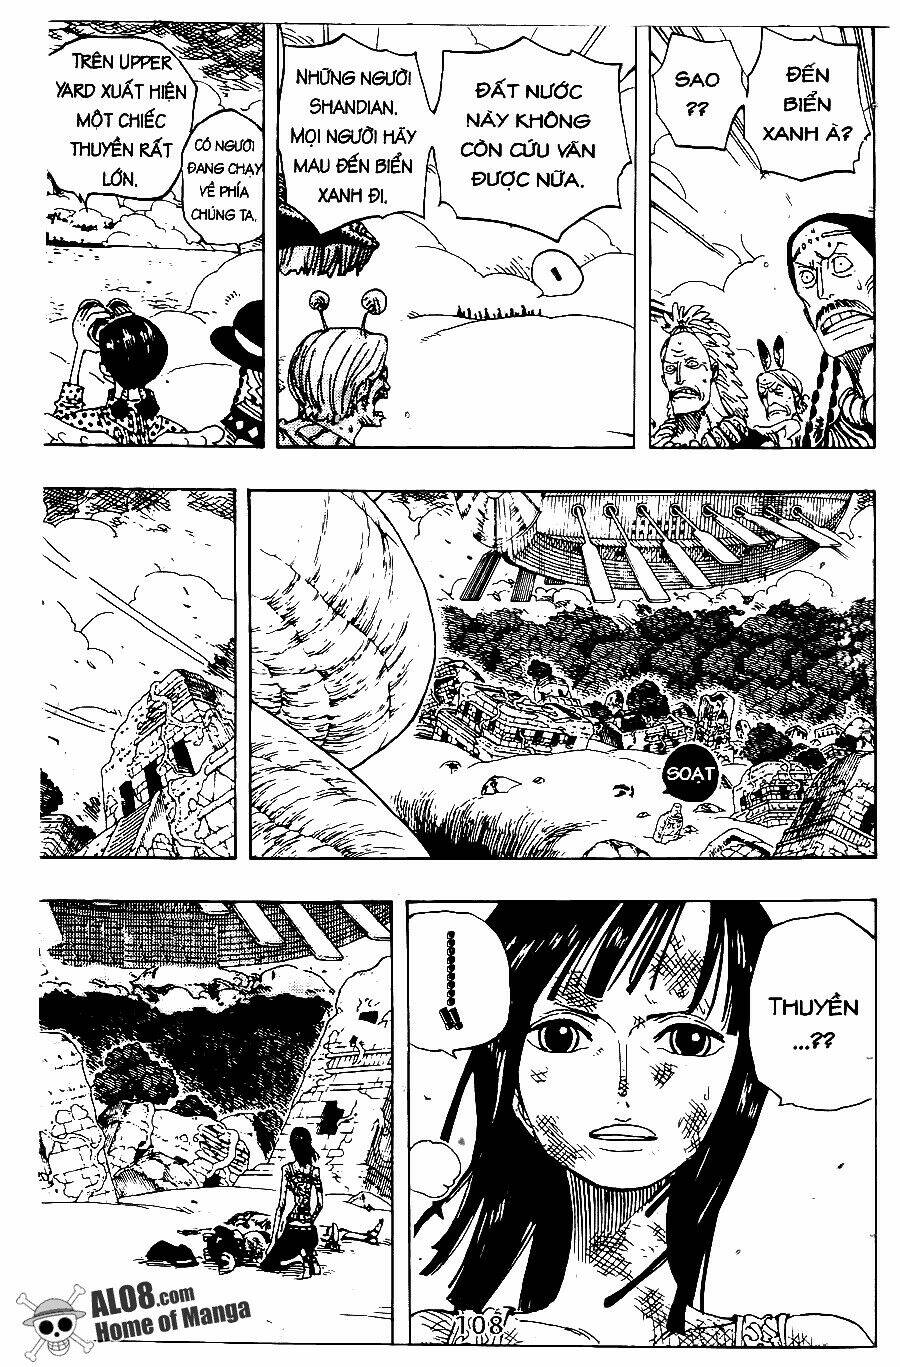 ĐẾN
BIỂN
XANH À?
SAO
??
ĐẤT NƯỚC
NÀY KHÔNG
CÒN CỨU VÃN
ĐƯỢC NỮA.
NHỮNG NGƯỜI
SHANDIAN.
MỌI NGƯỜI HÃY
MAU ĐẾN BIỂN
XANH ĐI.
TRÊN UPPER
YARD XUẤT HIỆN
MỘT CHIẾC
THUYỀN RẤT
LỚN.
CÓ NGƯỜI
ĐANG CHẠY
VỀ PHÍA
CHÚNG TA.
SOẠT
THUYỀN
...??
.........!!
108
AL08.com
Home of Manga